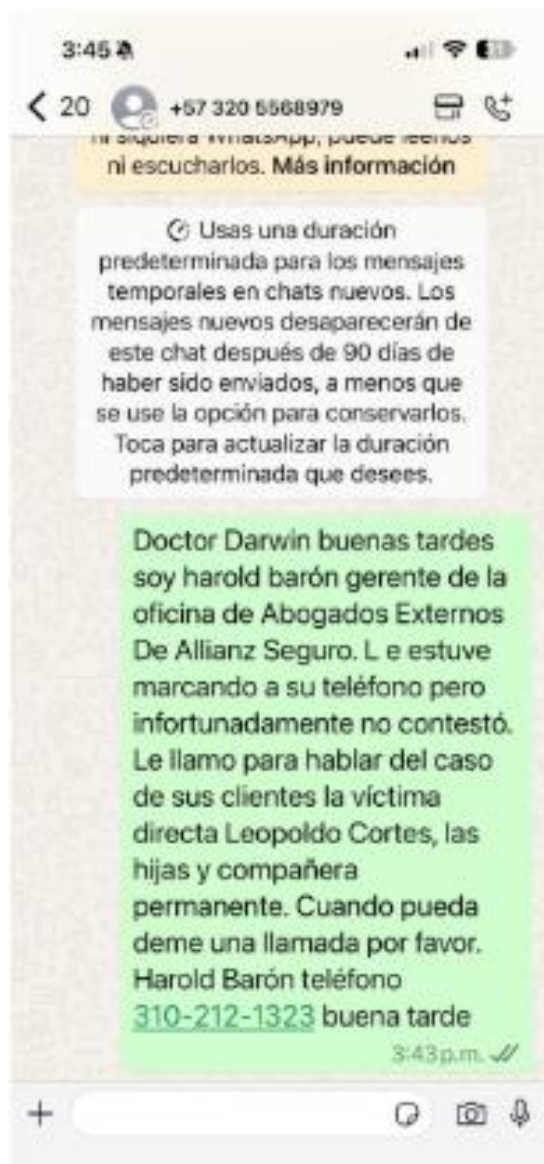 3:45
20 +57 320 5568979
ni siquiera WhatsApp, puede leerlos
ni escucharlos. Más información
Usas una duración
predeterminada para los mensajes
temporales en chats nuevos. Los
mensajes nuevos desaparecerán de
este chat después de 90 días de
haber sido enviados, a menos que
se use la opción para conservarlos.
Toca para actualizar la duración
predeterminada que desees.
Doctor Darwin buenas tardes
soy harold barón gerente de la
oficina de Abogados Externos
De Allianz Seguro. L e estuve
marcando a su teléfono pero
infortunadamente no contestó.
Le llamo para hablar del caso
de sus clientes la víctima
directa Leopoldo Cortes, las
hijas y compañera
permanente. Cuando pueda
deme una llamada por favor.
Harold Barón teléfono
310-212-1323 buena tarde
3:43 p.m.